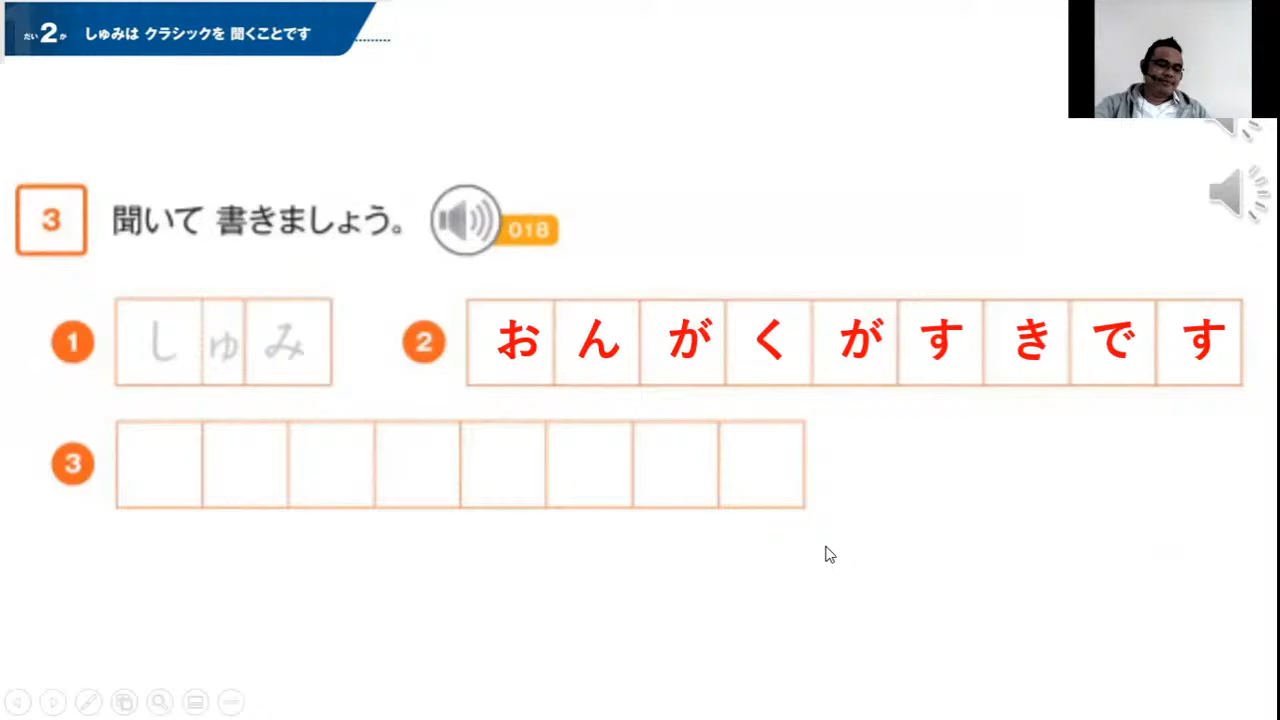 だい2か しゅみは クラシックを 聞くことです
3 聞いて 書きましょう。 018
1 しゅみ 2 おんがくがすきです
3